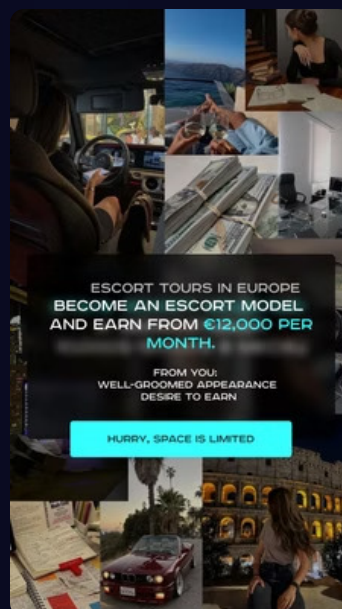 ESCORT TOURS IN EUROPE
BECOME AN ESCORT MODEL
AND EARN FROM €12,000 PER
MONTH.
FROM YOU:
WELL-GROOMED APPEARANCE
DESIRE TO EARN
HURRY, SPACE IS LIMITED